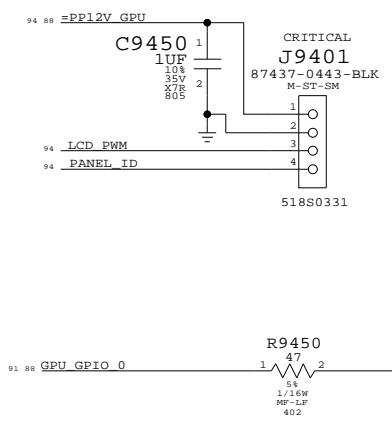 94 88 =PP12V_GPU
C9450 1
1UF
10%
35V
X7R 2
805
CRITICAL
J9401
87437-0443-BLK
M-ST-SM
1
2
94 LCD_PWM 3
94 PANEL_ID 4
518S0331
R9450
47
91 88 GPU_GPIO_0 1 2
5%
1/16W
MF-LF
402